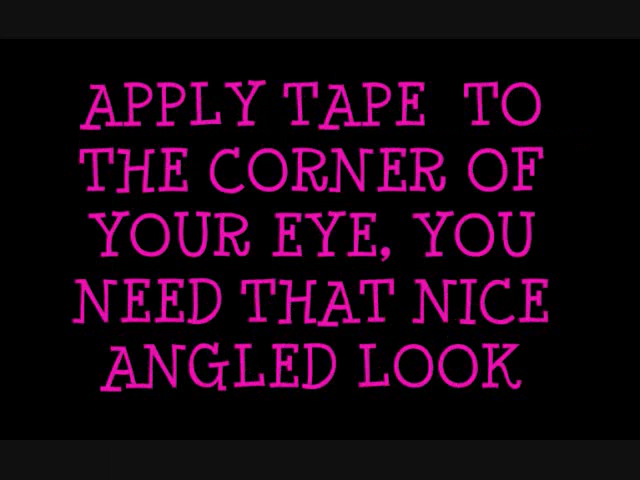 APPLY TAPE TO
THE CORNER OF
YOUR EYE, YOU
NEED THAT NICE
ANGLED LOOK